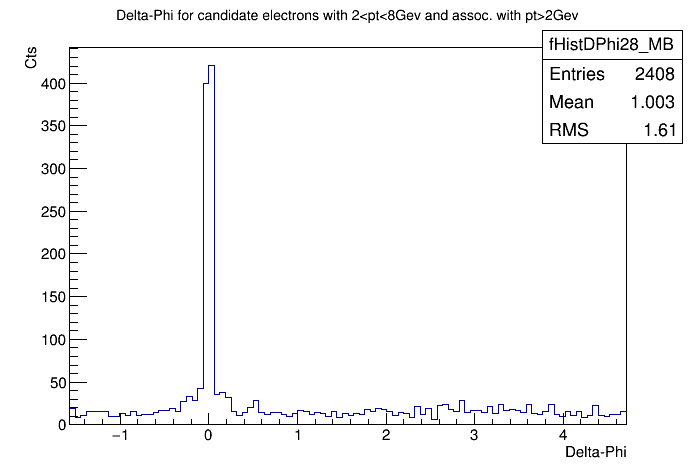 Delta-Phi for candidate electrons with 2<pt<8Gev and assoc. with pt>2Gev
fHistDPhi28_MB
Entries 2408
Mean 1.003
RMS 1.61
Cts
400
350
300
250
200
150
100
50
0
−1 0 1 2 3 4
Delta-Phi